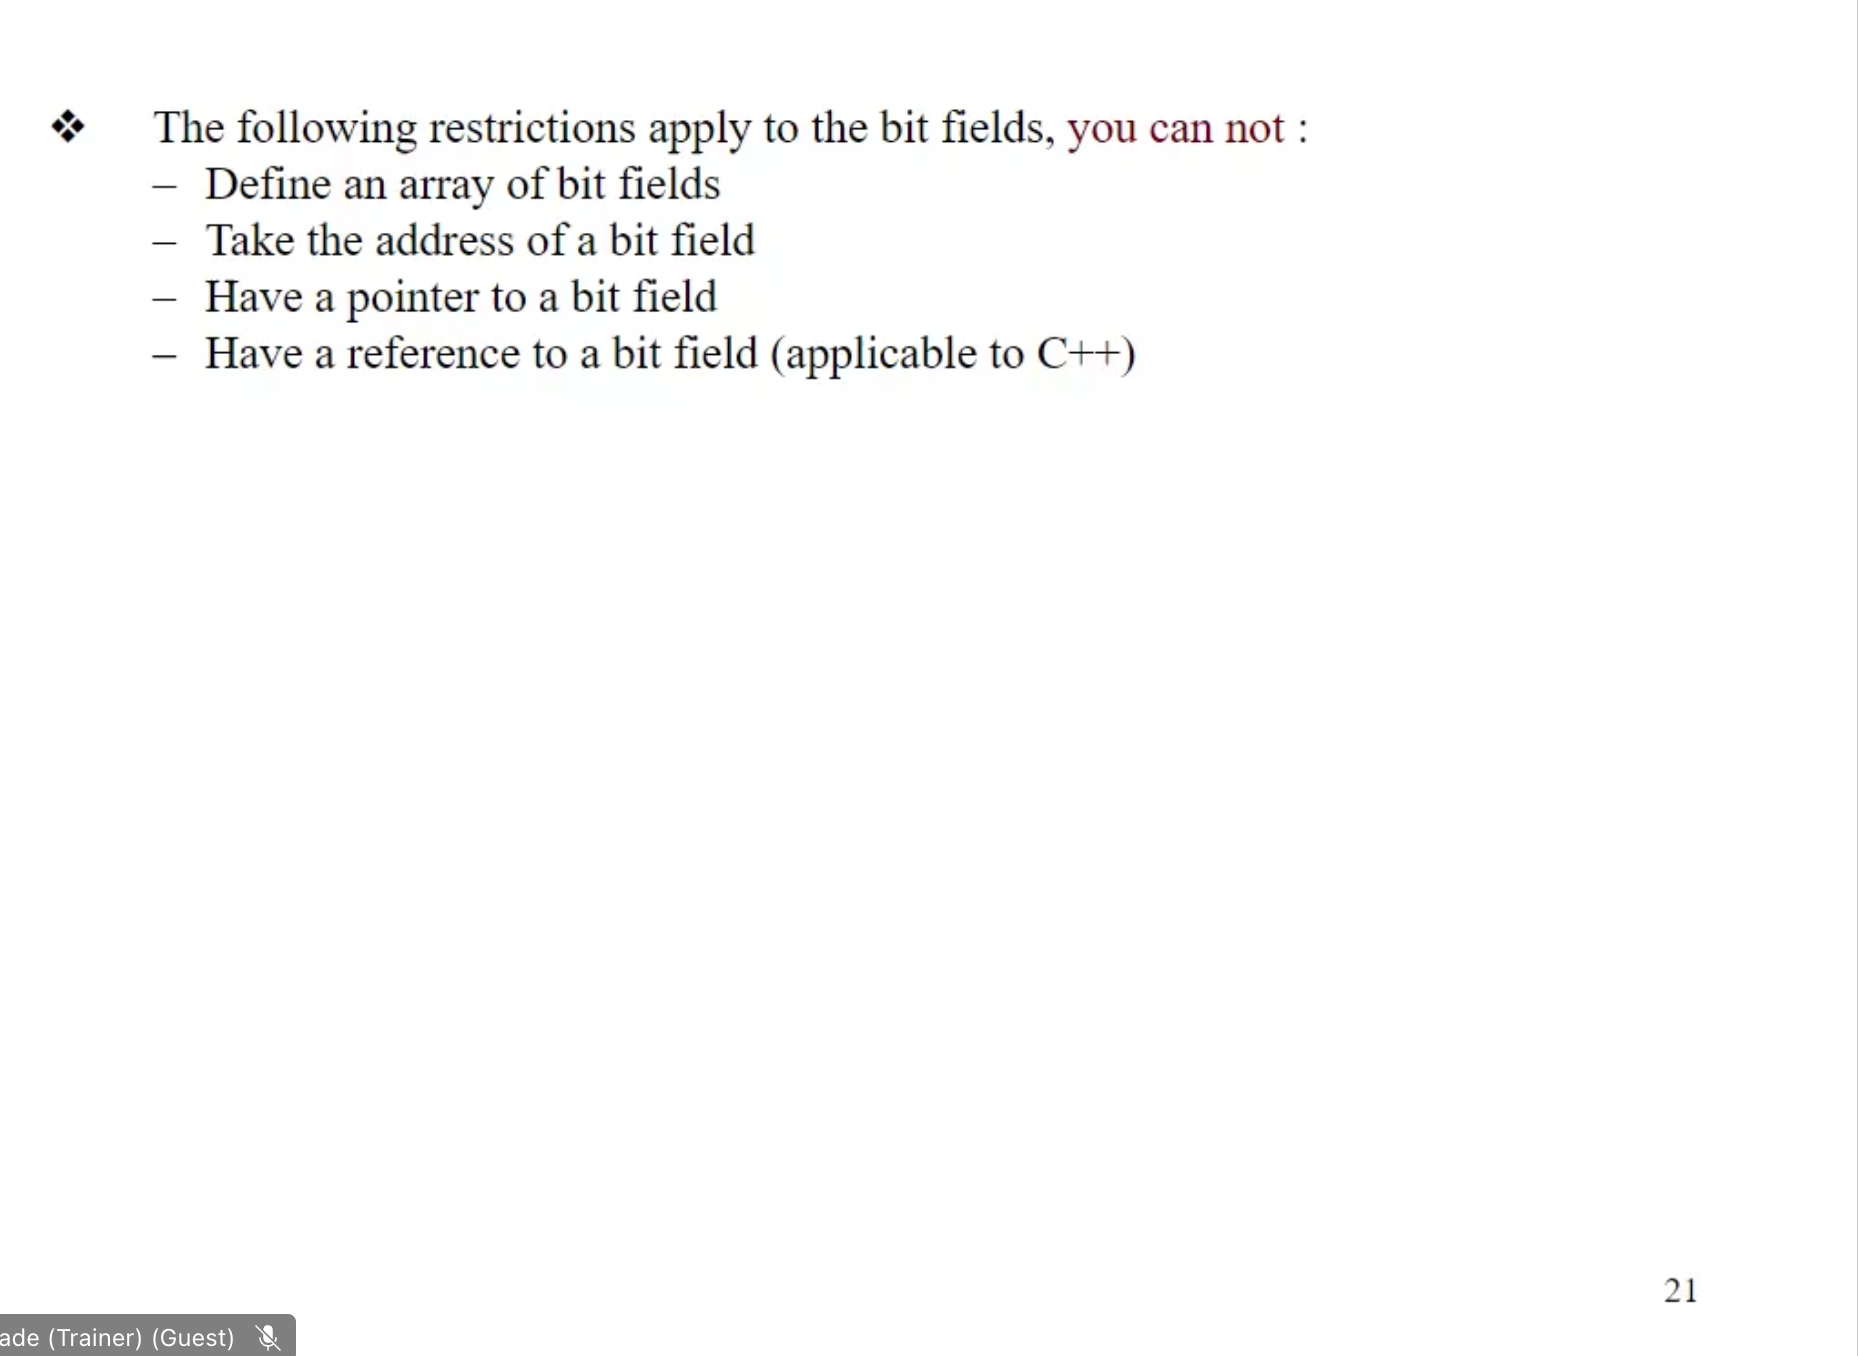 ❖ The following restrictions apply to the bit fields, you can not :
– Define an array of bit fields
– Take the address of a bit field
– Have a pointer to a bit field
– Have a reference to a bit field (applicable to C++)
21
ade (Trainer) (Guest)